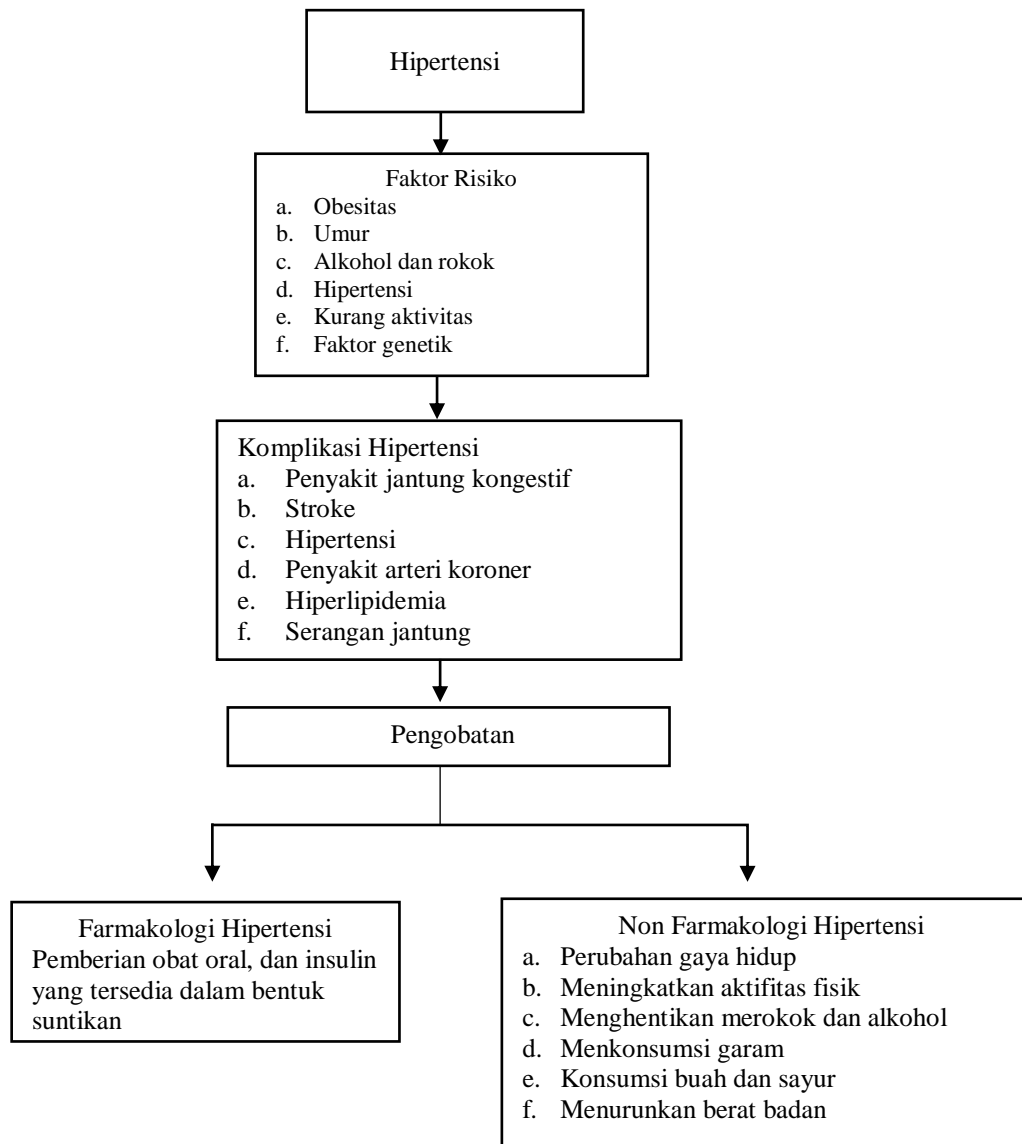 Hipertensi
Faktor Risiko
a. Obesitas
b. Umur
c. Alkohol dan rokok
d. Hipertensi
e. Kurang aktivitas
f. Faktor genetik
Komplikasi Hipertensi
a. Penyakit jantung kongestif
b. Stroke
c. Hipertensi
d. Penyakit arteri koroner
e. Hiperlipidemia
f. Serangan jantung
Pengobatan
Farmakologi Hipertensi
Pemberian obat oral, dan insulin
yang tersedia dalam bentuk
suntikan
Non Farmakologi Hipertensi
a. Perubahan gaya hidup
b. Meningkatkan aktifitas fisik
c. Menghentikan merokok dan alkohol
d. Menkonsumsi garam
e. Konsumsi buah dan sayur
f. Menurunkan berat badan